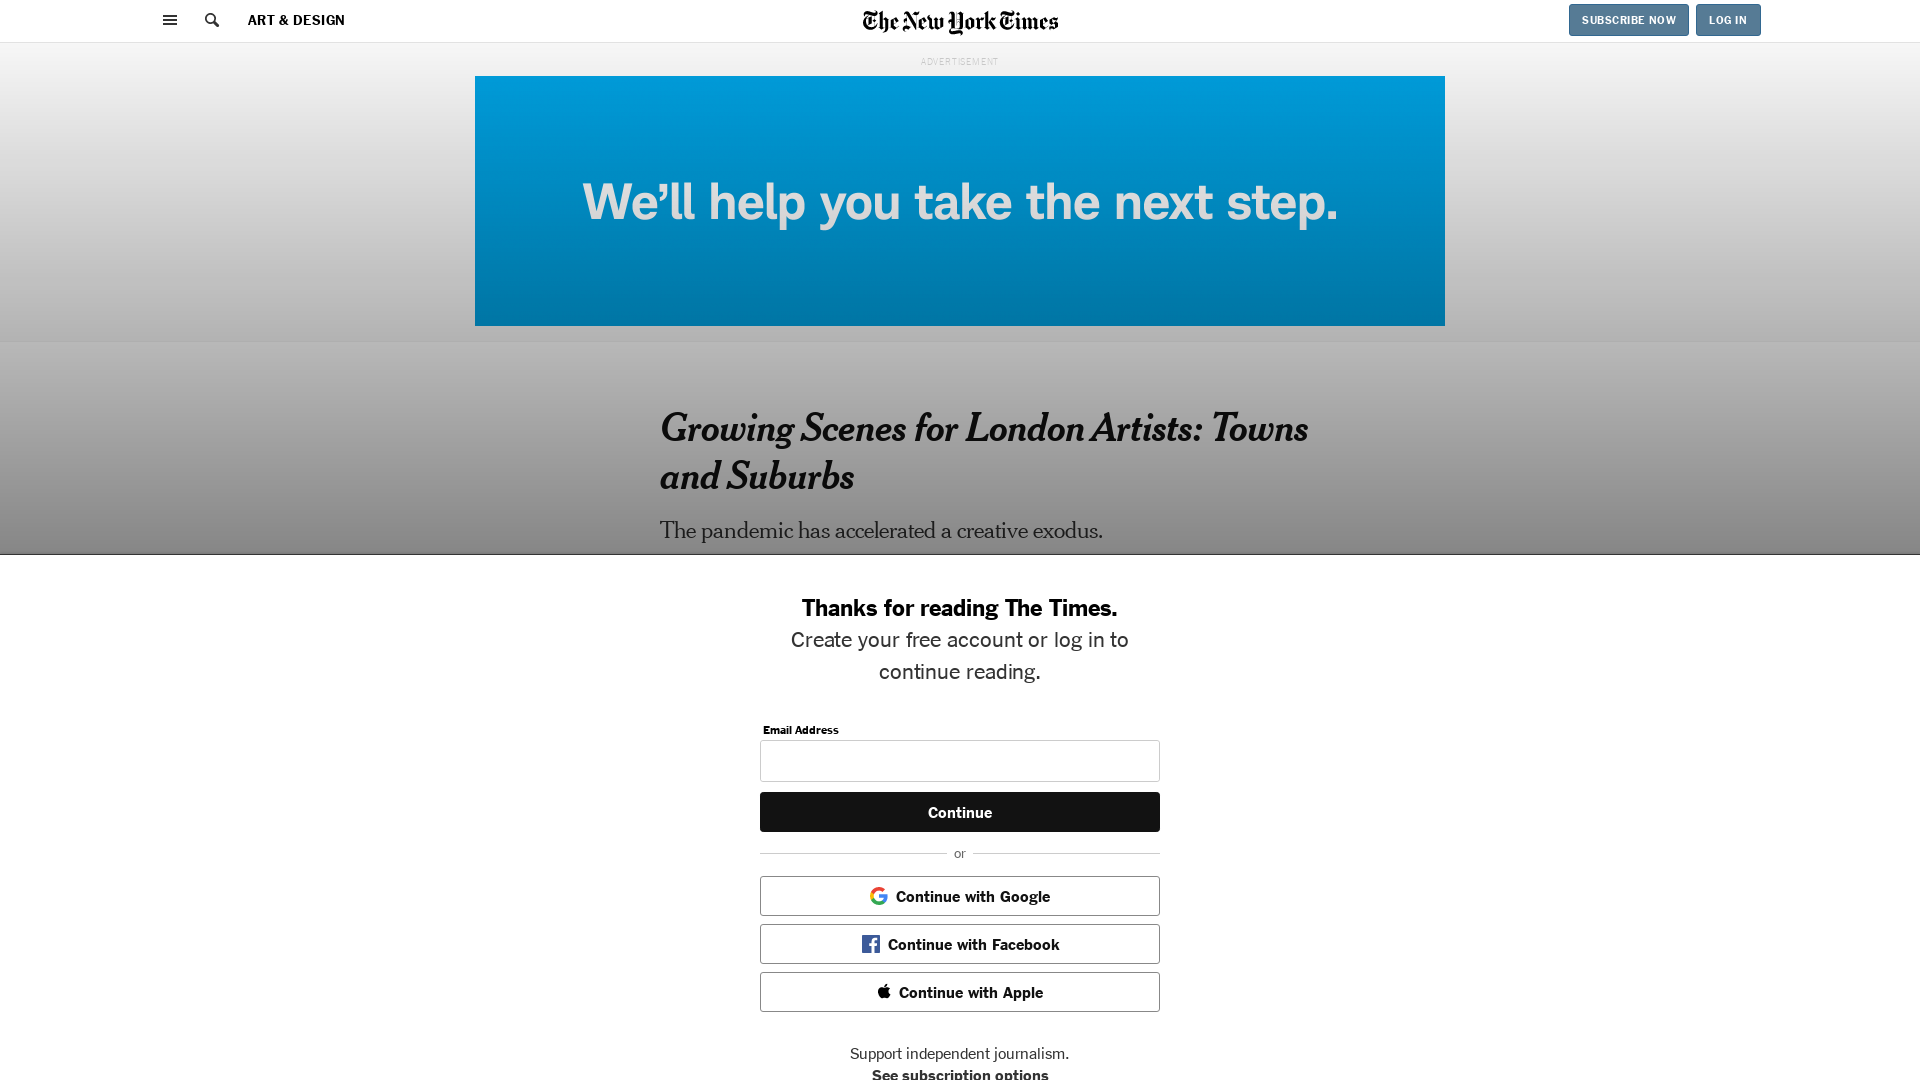 ART & DESIGN
The New York Times
SUBSCRIBE NOW
LOG IN
ADVERTISEMENT
We’ll help you take the next step.
Growing Scenes for London Artists: Towns
and Suburbs
The pandemic has accelerated a creative exodus.
Thanks for reading The Times.
Create your free account or log in to
continue reading.
Email Address
Continue
or
Continue with Google
Continue with Facebook
Continue with Apple
Support independent journalism.
See subscription options